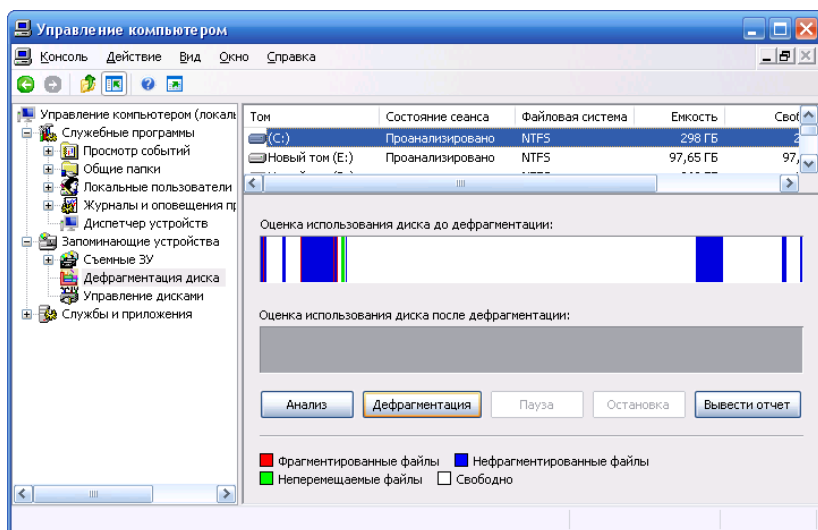 Управление компьютером
Консоль Действие Вид Окно Справка
Управление компьютером (локаль
Служебные программы
Просмотр событий
Общие папки
Локальные пользователи
Журналы и оповещения пр
Диспетчер устройств
Запоминающие устройства
Съемные ЗУ
Дефрагментация диска
Управление дисками
Службы и приложения
Том Состояние сеанса Файловая система Емкость Своб
(C:) Проанализировано NTFS 298 ГБ 2
Новый том (E:) Проанализировано NTFS 97,65 ГБ 97,
Оценка использования диска до дефрагментации:
Оценка использования диска после дефрагментации:
Анализ Дефрагментация Пауза Остановка Вывести отчет
Фрагментированные файлы Нефрагментированные файлы
Неперемещаемые файлы Свободно